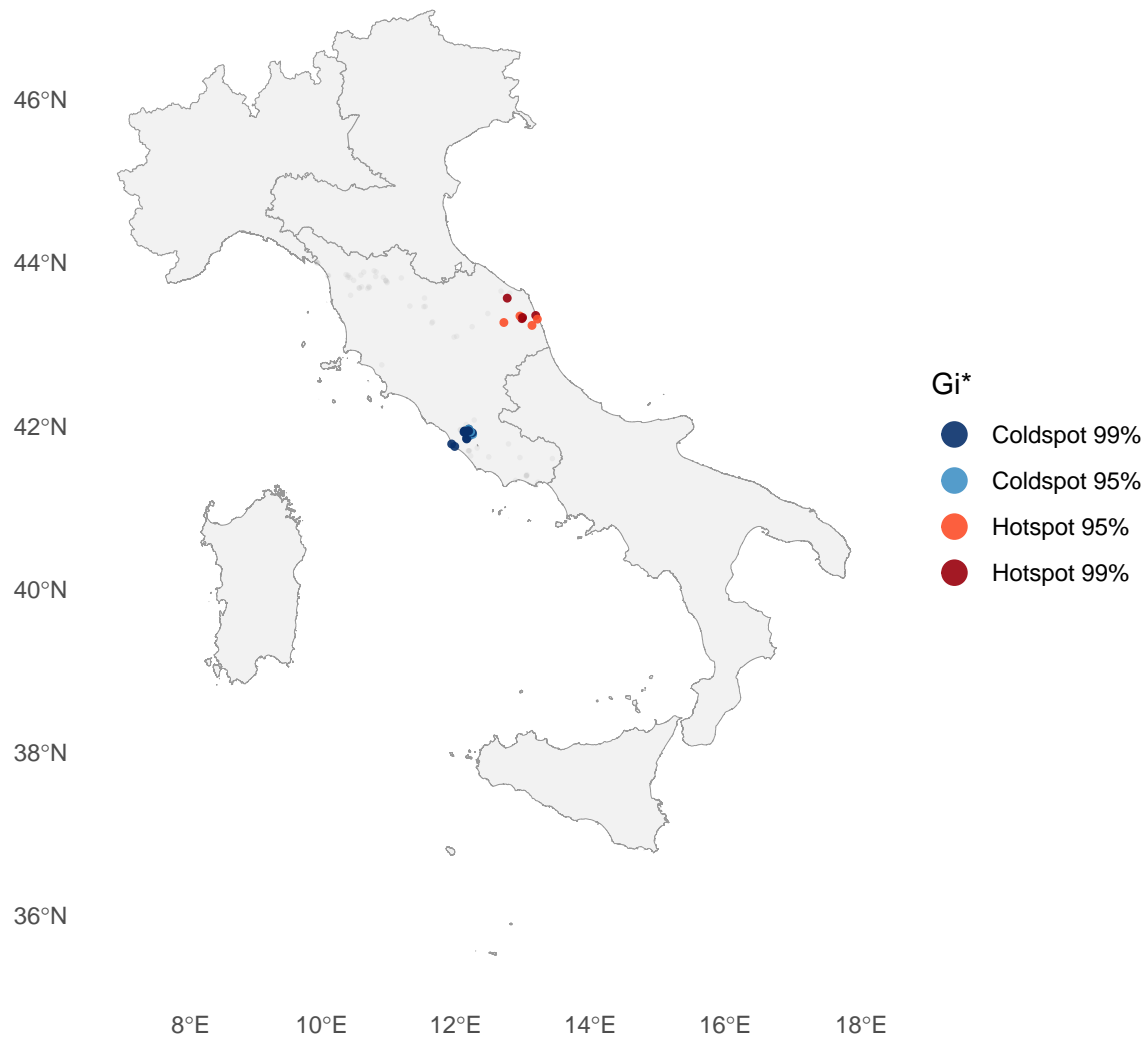 46°N
44°N
42°N
40°N
38°N
36°N
8°E 10°E 12°E 14°E 16°E 18°E
Gi*
Coldspot 99%
Coldspot 95%
Hotspot 95%
Hotspot 99%